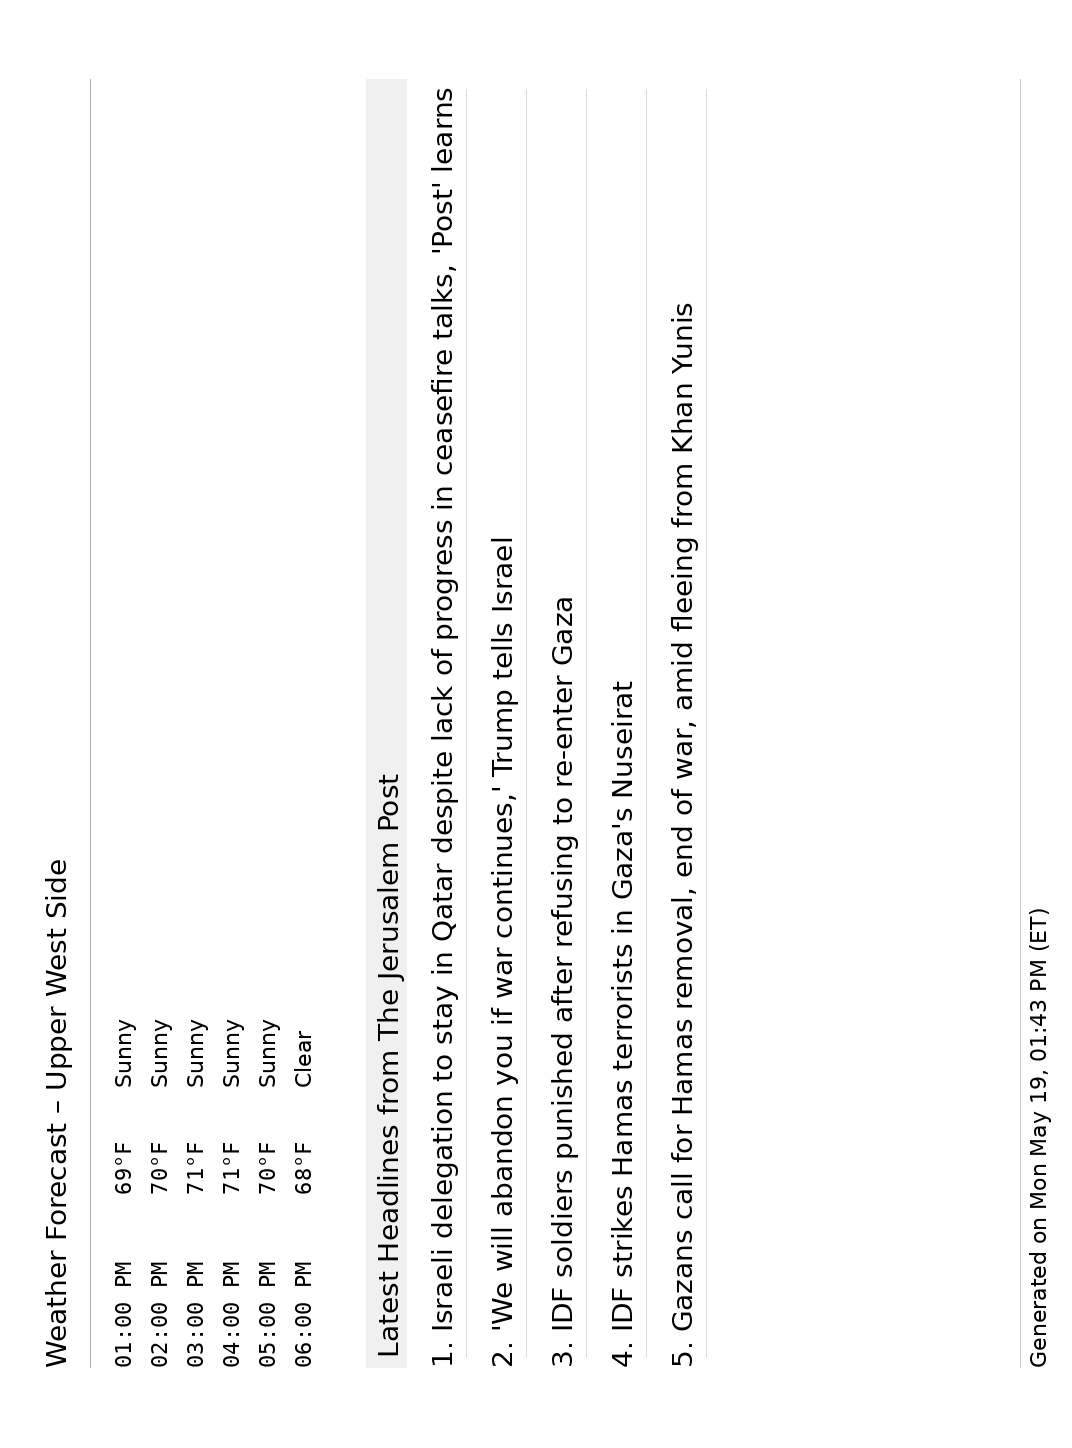 Weather Forecast – Upper West Side
01:00 PM 69°F Sunny
02:00 PM 70°F Sunny
03:00 PM 71°F Sunny
04:00 PM 71°F Sunny
05:00 PM 70°F Sunny
06:00 PM 68°F Clear
Latest Headlines from The Jerusalem Post
1. Israeli delegation to stay in Qatar despite lack of progress in ceasefire talks, 'Post' learns
2. 'We will abandon you if war continues,' Trump tells Israel
3. IDF soldiers punished after refusing to re-enter Gaza
4. IDF strikes Hamas terrorists in Gaza's Nuseirat
5. Gazans call for Hamas removal, end of war, amid fleeing from Khan Yunis
Generated on Mon May 19, 01:43 PM (ET)